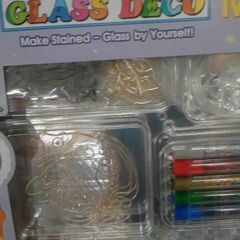 GLASS DECO
Make Stained - Glass by Yourself!